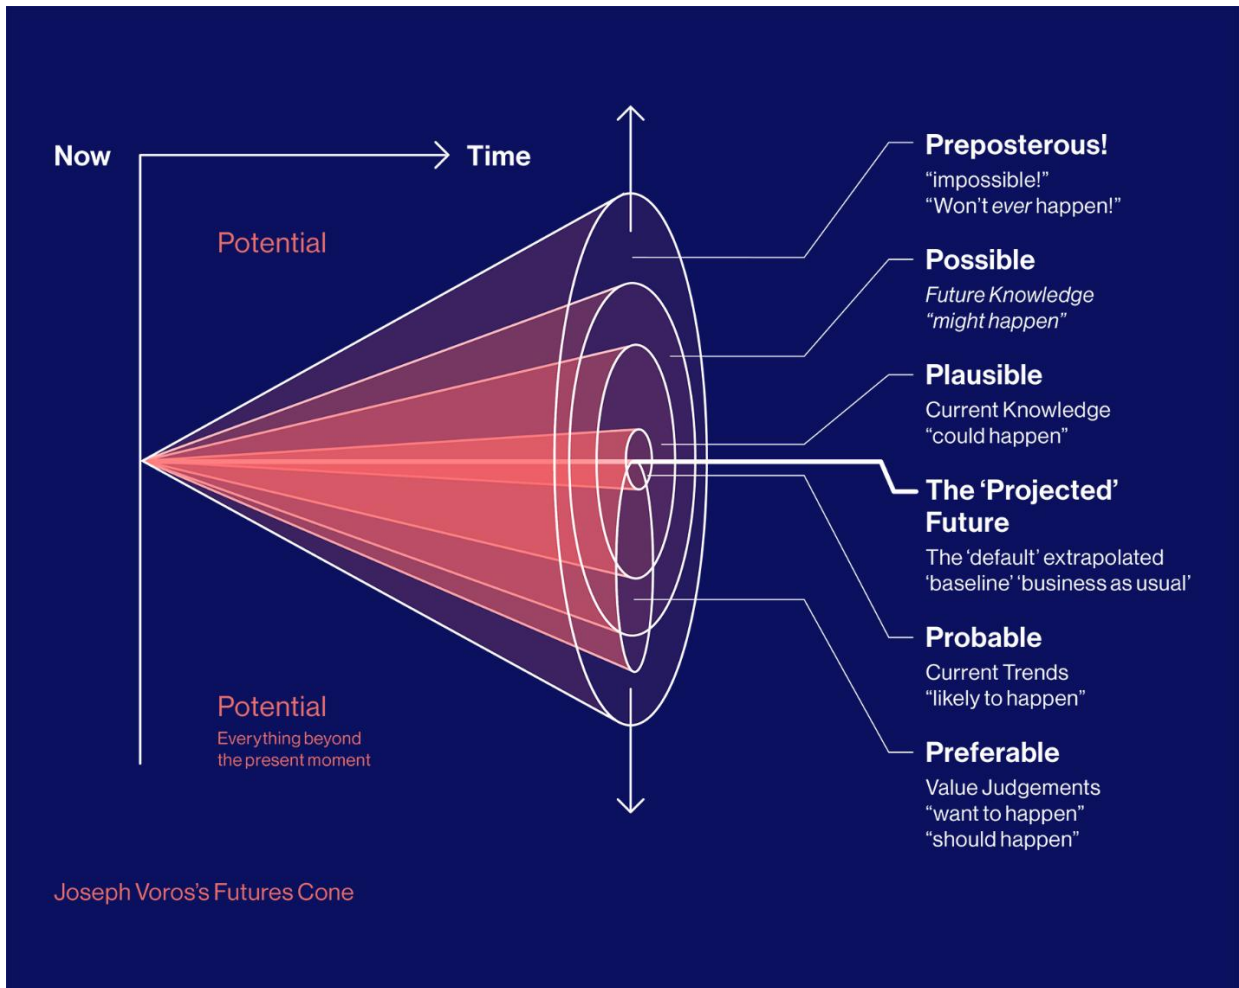 Now
Time
Potential
Preposterous!
“impossible!”
“Won’t ever happen!”
Possible
Future Knowledge
“might happen”
Plausible
Current Knowledge
“could happen”
The ‘Projected’
Future
The ‘default’ extrapolated
‘baseline’ ‘business as usual’
Probable
Current Trends
“likely to happen”
Preferable
Value Judgements
“want to happen”
“should happen”
Potential
Everything beyond
the present moment
Joseph Voros’s Futures Cone